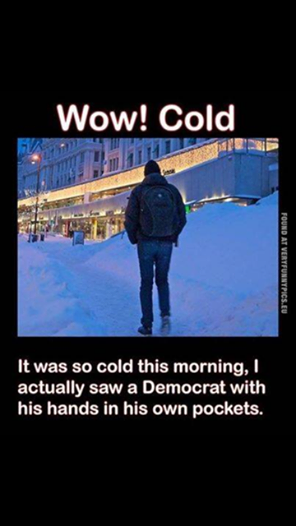 Wow! Cold
FOUND AT VERYFUNNYPICS.EU
It was so cold this morning, I
actually saw a Democrat with
his hands in his own pockets.